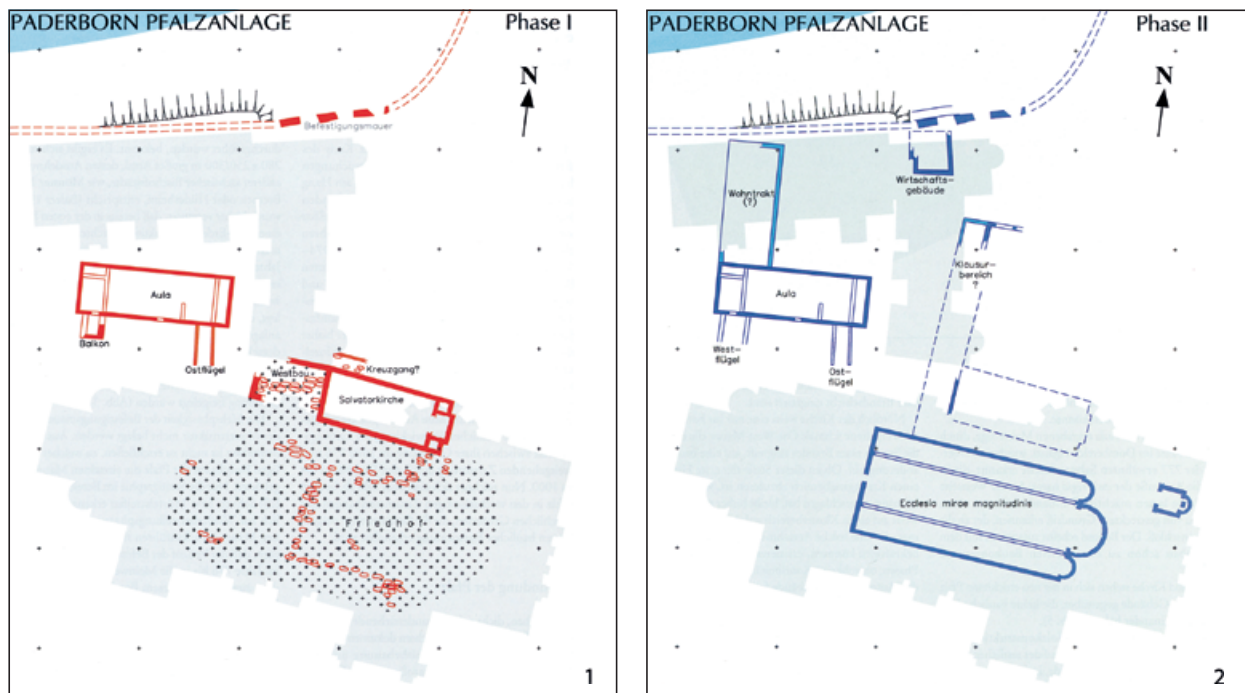 PADERBORN PFALZANLAGE
Phase I
N
Befestigungsmauer
Aula
Balkon
Ostflügel
Westbau
Kreuzgang?
Salvatorkirche
Friedhof
1
PADERBORN PFALZANLAGE
Phase II
N
Wirtschafts-
gebäude
Wohntrakt
(?)
Klausur-
bereich
?
Aula
West-
flügel
Ost-
flügel
Ecclesia mirae magnitudinis
2